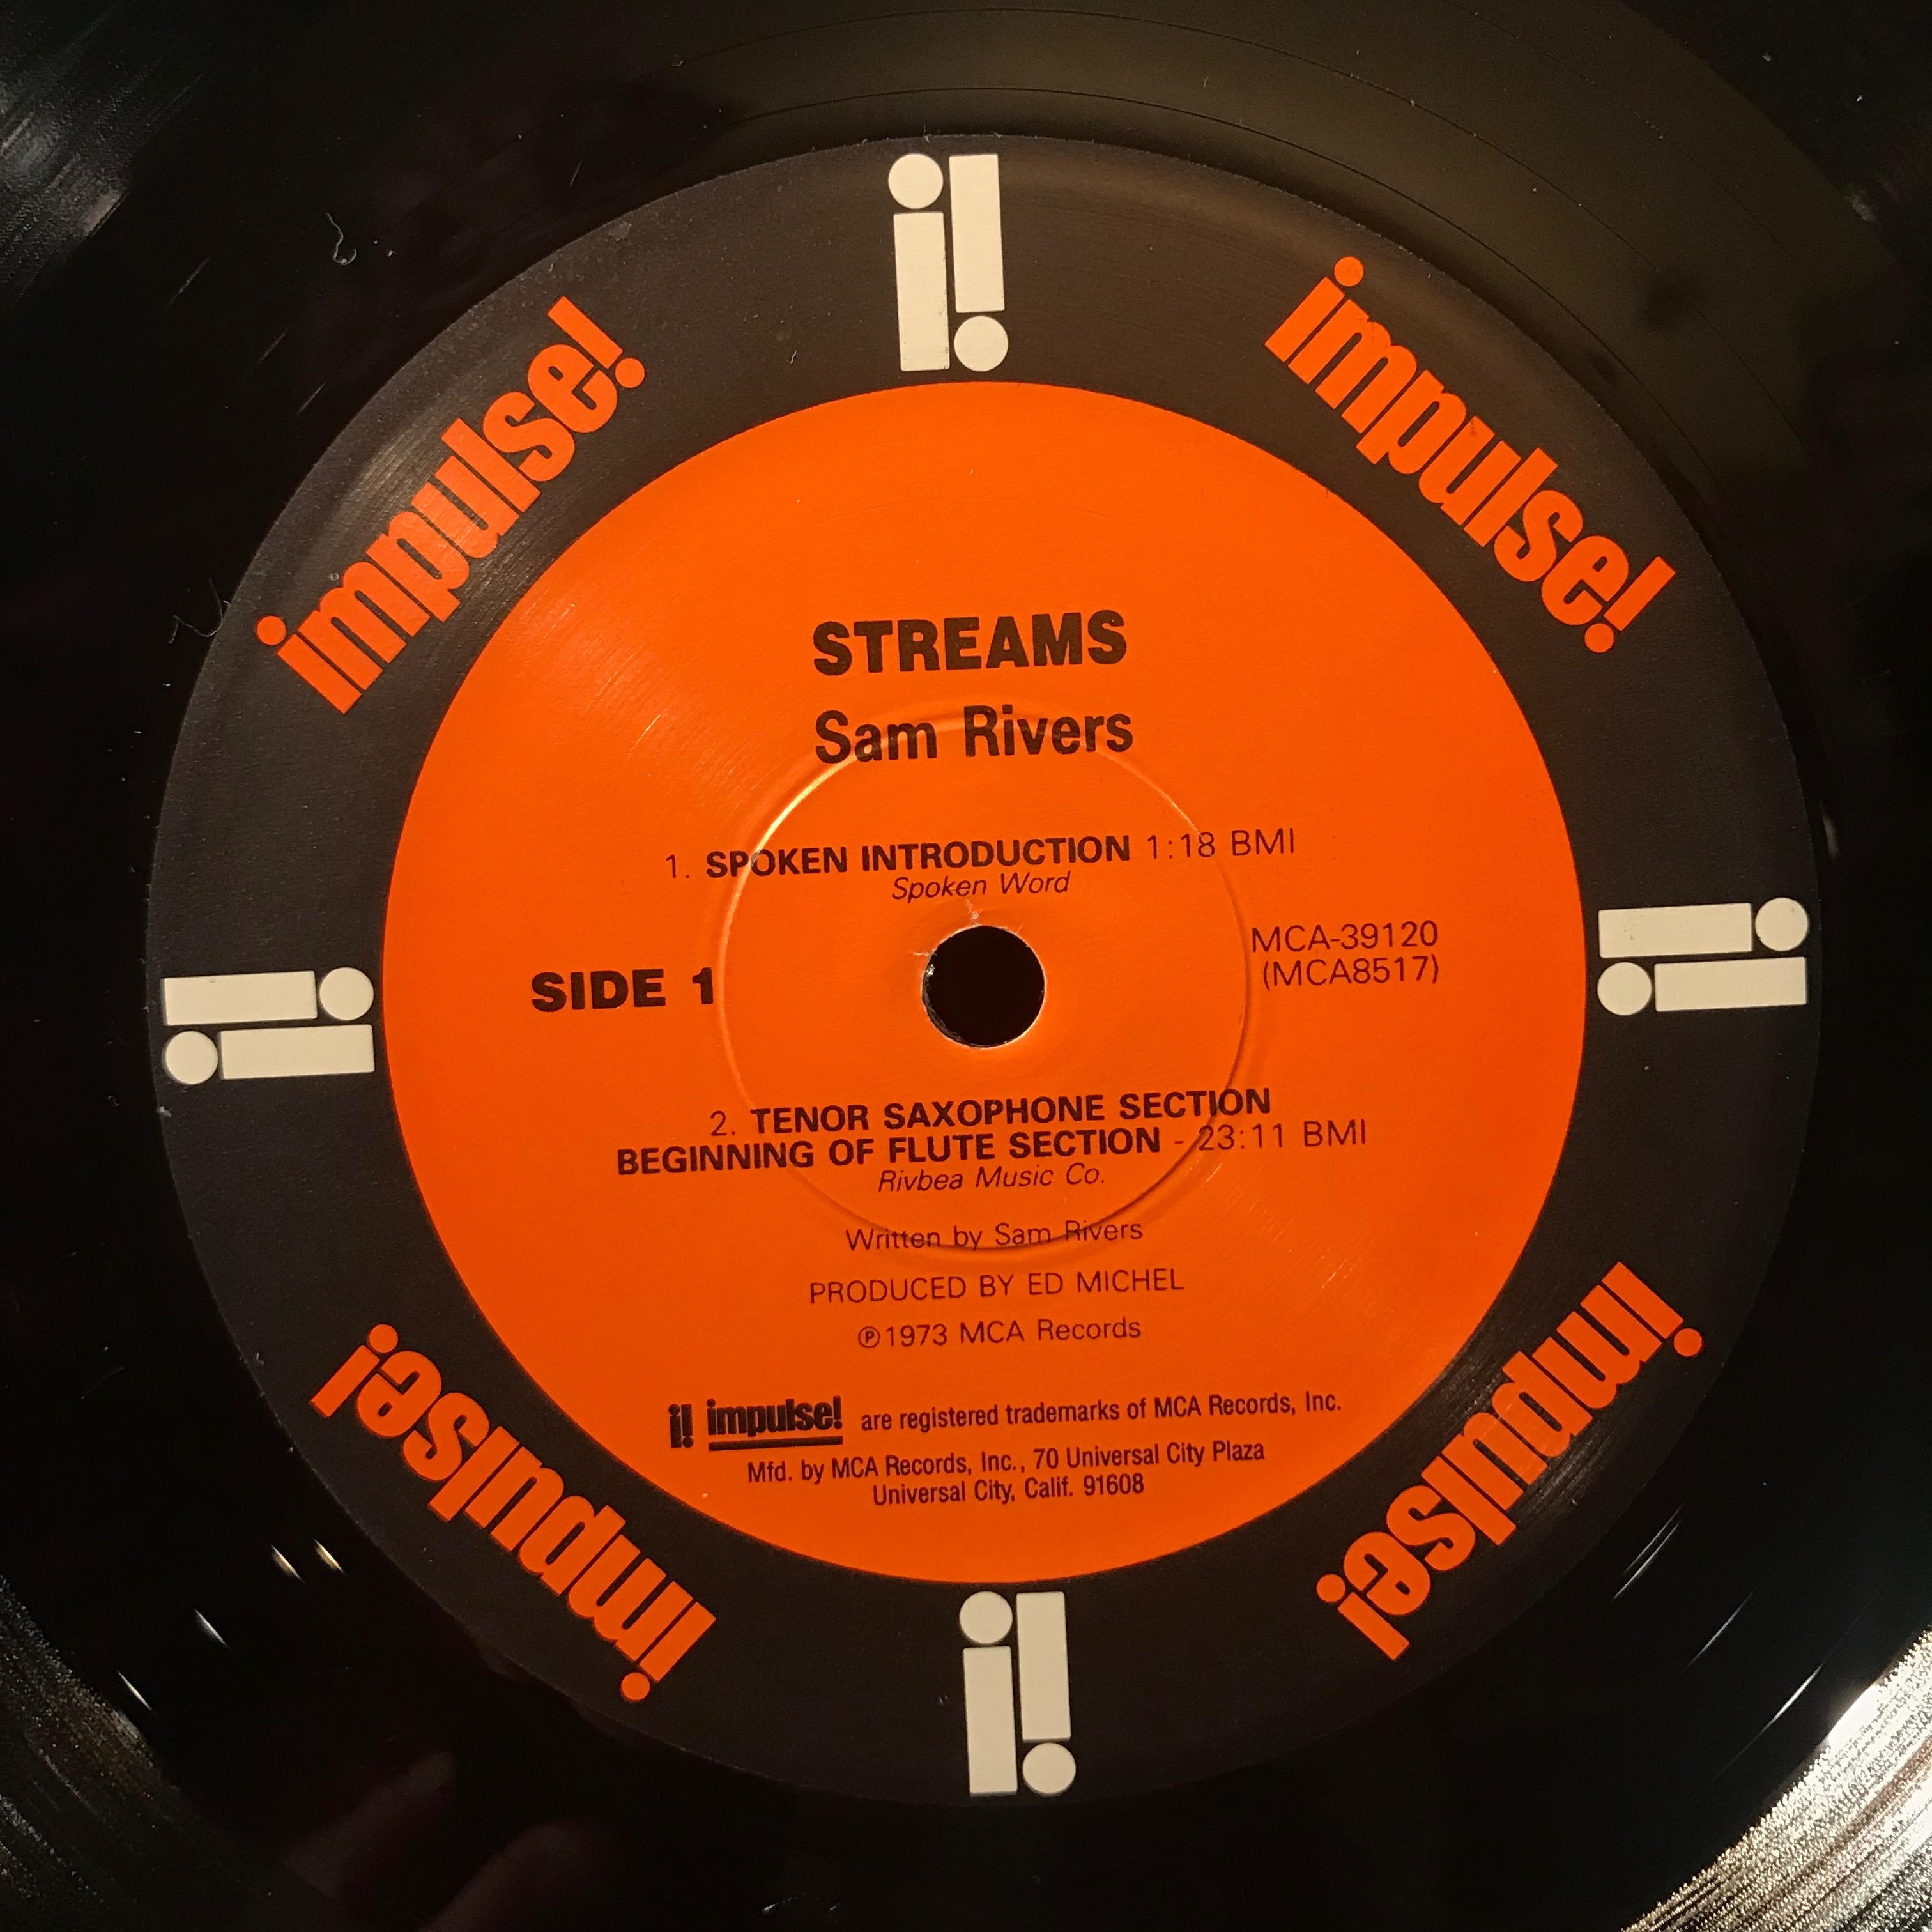 i!
impulse!
impulse!
STREAMS
Sam Rivers
1. SPOKEN INTRODUCTION 1:18 BMI
Spoken Word
MCA-39120
(MCA8517)
SIDE 1
i!
i!
2. TENOR SAXOPHONE SECTION
BEGINNING OF FLUTE SECTION - 23:11 BMI
Rivbea Music Co.
Written by Sam Rivers
PRODUCED BY ED MICHEL
℗1973 MCA Records
i! impulse! are registered trademarks of MCA Records, Inc.
Mfd. by MCA Records, Inc., 70 Universal City Plaza
Universal City, Calif. 91608
impulse!
impulse!
i!